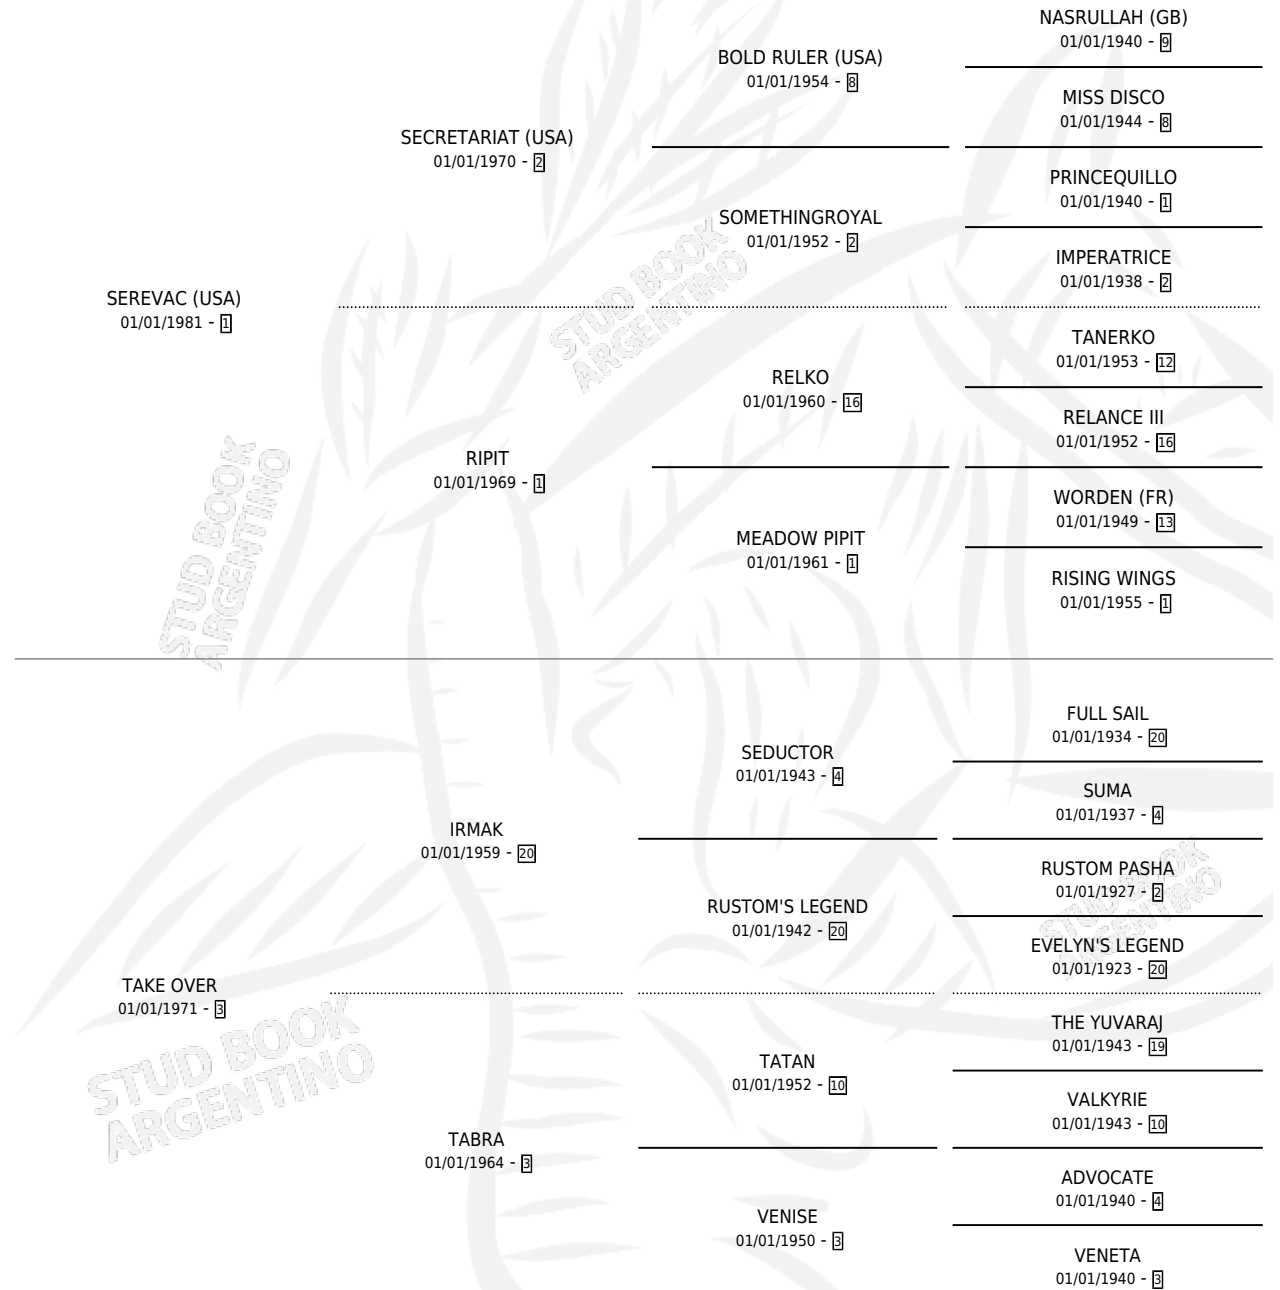 NASRULLAH (GB)
01/01/1940 - 9
BOLD RULER (USA)
01/01/1954 - 8
MISS DISCO
01/01/1944 - 8
SECRETARIAT (USA)
01/01/1970 - 2
PRINCEQUILLO
01/01/1940 - 1
SOMETHINGROYAL
01/01/1952 - 2
IMPERATRICE
01/01/1938 - 2
SEREVAC (USA)
01/01/1981 - 1
TANERKO
01/01/1953 - 12
RELKO
01/01/1960 - 16
RELANCE III
01/01/1952 - 16
RIPIT
01/01/1969 - 1
WORDEN (FR)
01/01/1949 - 13
MEADOW PIPIT
01/01/1961 - 1
RISING WINGS
01/01/1955 - 1
FULL SAIL
01/01/1934 - 20
SEDUCTOR
01/01/1943 - 4
SUMA
01/01/1937 - 4
IRMAK
01/01/1959 - 20
RUSTOM PASHA
01/01/1927 - 2
RUSTOM'S LEGEND
01/01/1942 - 20
EVELYN'S LEGEND
01/01/1923 - 20
TAKE OVER
01/01/1971 - 3
THE YUVARAJ
01/01/1943 - 19
TATAN
01/01/1952 - 10
VALKYRIE
01/01/1943 - 10
TABRA
01/01/1964 - 3
ADVOCATE
01/01/1940 - 4
VENISE
01/01/1950 - 3
VENETA
01/01/1940 - 3
STUD BOOK
ARGENTINO
STUD BOOK
ARGENTINO
STUD BOOK
ARGENTINO
STUD BOOK
ARGENTINO